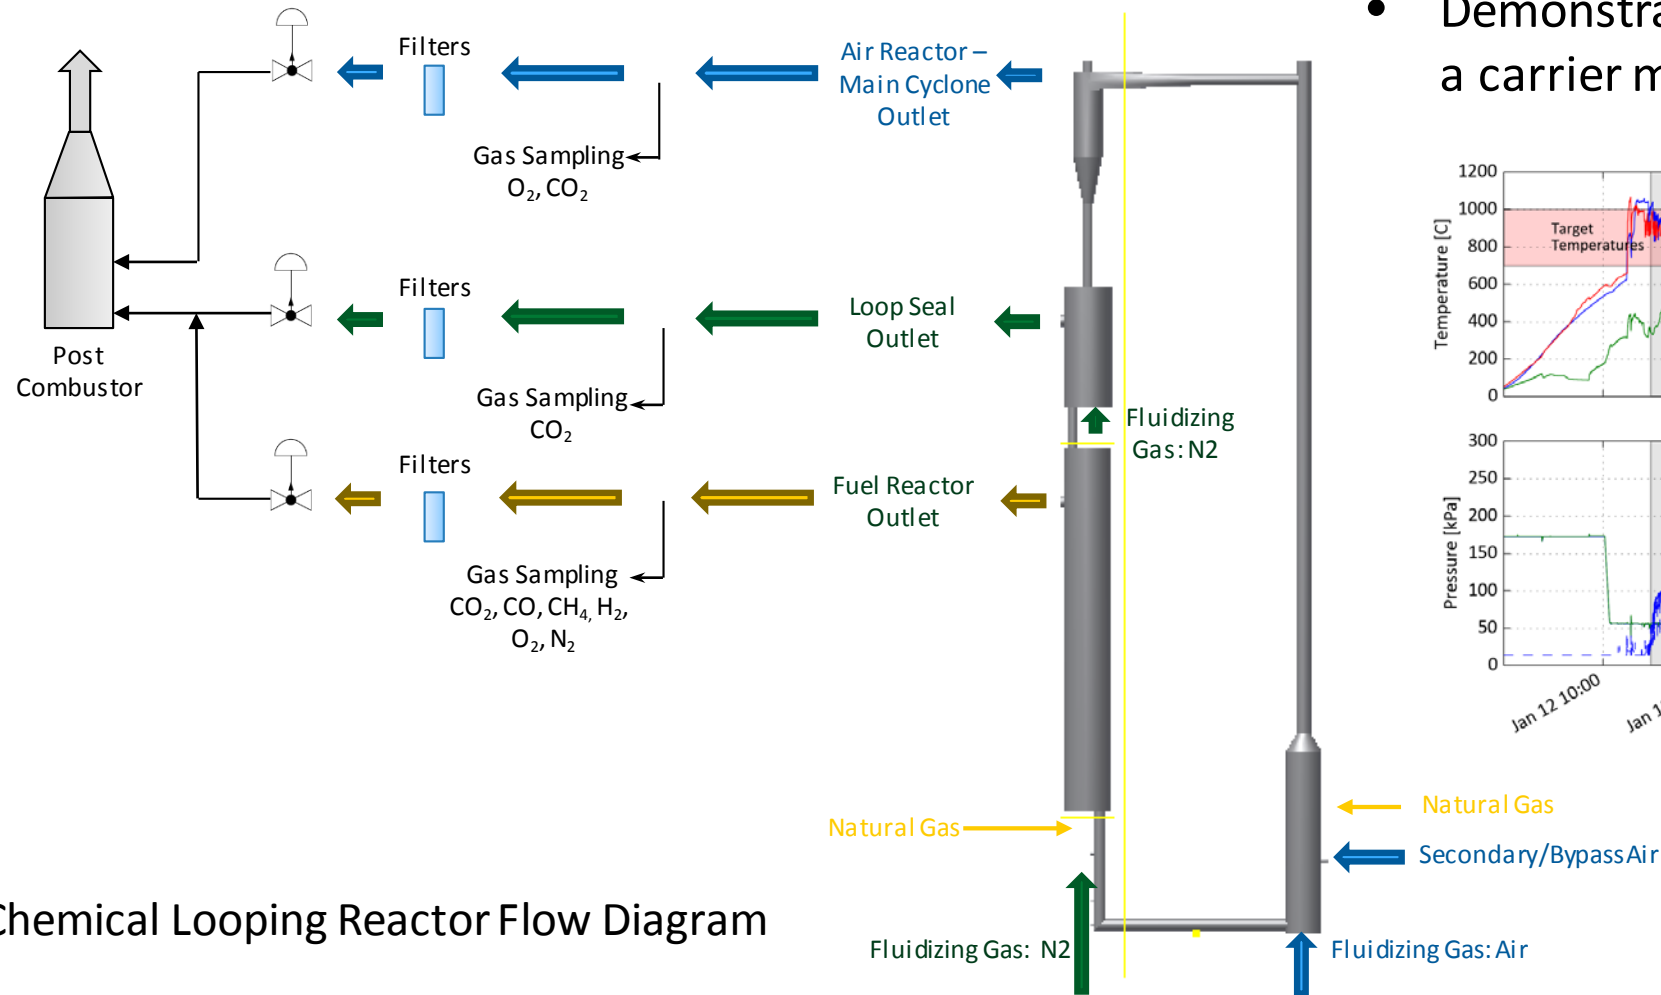 Filters
Air Reactor –
Main Cyclone
Outlet
Gas Sampling
O2, CO2
Filters
Loop Seal
Outlet
Post
Combustor
Gas Sampling
CO2
Fluidizing
Gas: N2
Filters
Fuel Reactor
Outlet
Gas Sampling
CO2, CO, CH4, H2,
O2, N2
Natural Gas
Natural Gas
Secondary/Bypass Air
Fluidizing Gas: N2
Fluidizing Gas: Air
Chemical Looping Reactor Flow Diagram
• Demonstra
a carrier m
Temperature [C]
1200
1000
800
600
400
200
0
Target
Temperatures
Pressure [kPa]
300
250
200
150
100
50
0
Jan 12 10:00
Jan 1